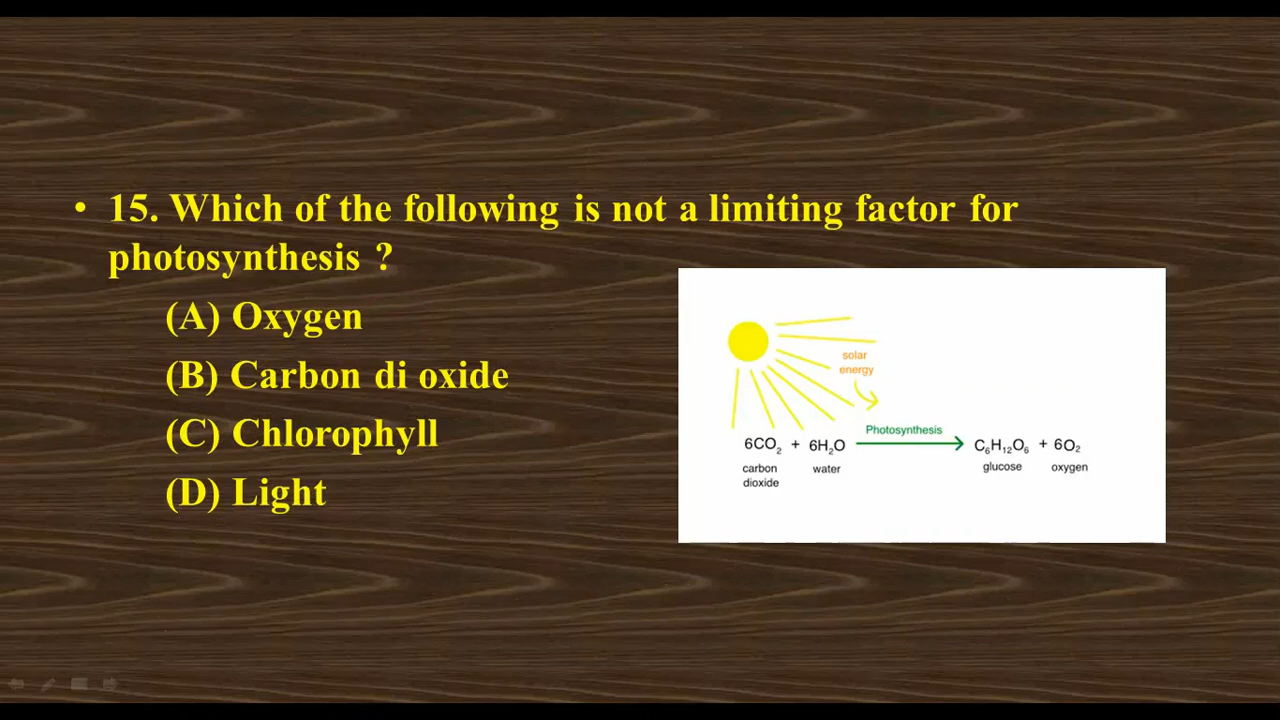 • 15. Which of the following is not a limiting factor for
photosynthesis ?
(A) Oxygen
(B) Carbon di oxide
(C) Chlorophyll
(D) Light
solar
energy
Photosynthesis
6CO₂ + 6H₂O → C₆H₁₂O₆ + 6O₂
carbon dioxide water glucose oxygen